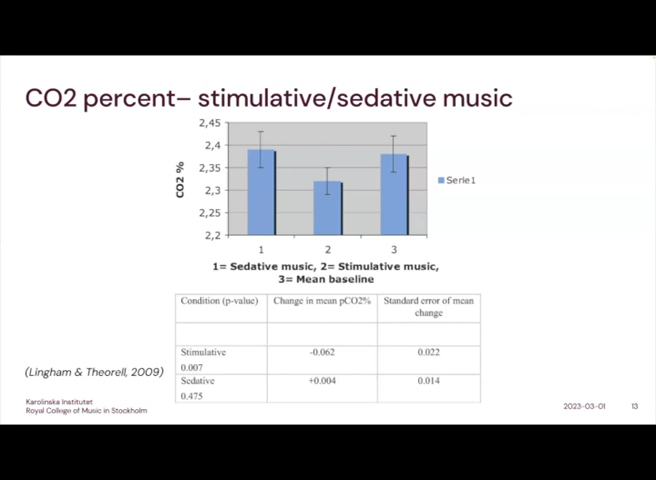 CO2 percent– stimulative/sedative music
2,45
2,4
2,35
2,3
2,25
2,2
CO2 %
1
2
3
Serie1
1= Sedative music, 2= Stimulative music,
3= Mean baseline
Condition (p-value)
Change in mean pCO2%
Standard error of mean
change
Stimulative
0.007
-0.062
0.022
Sedative
0.475
+0.004
0.014
(Lingham & Theorell, 2009)
Karolinska Institutet
Royal College of Music in Stockholm
2023-03-01
13